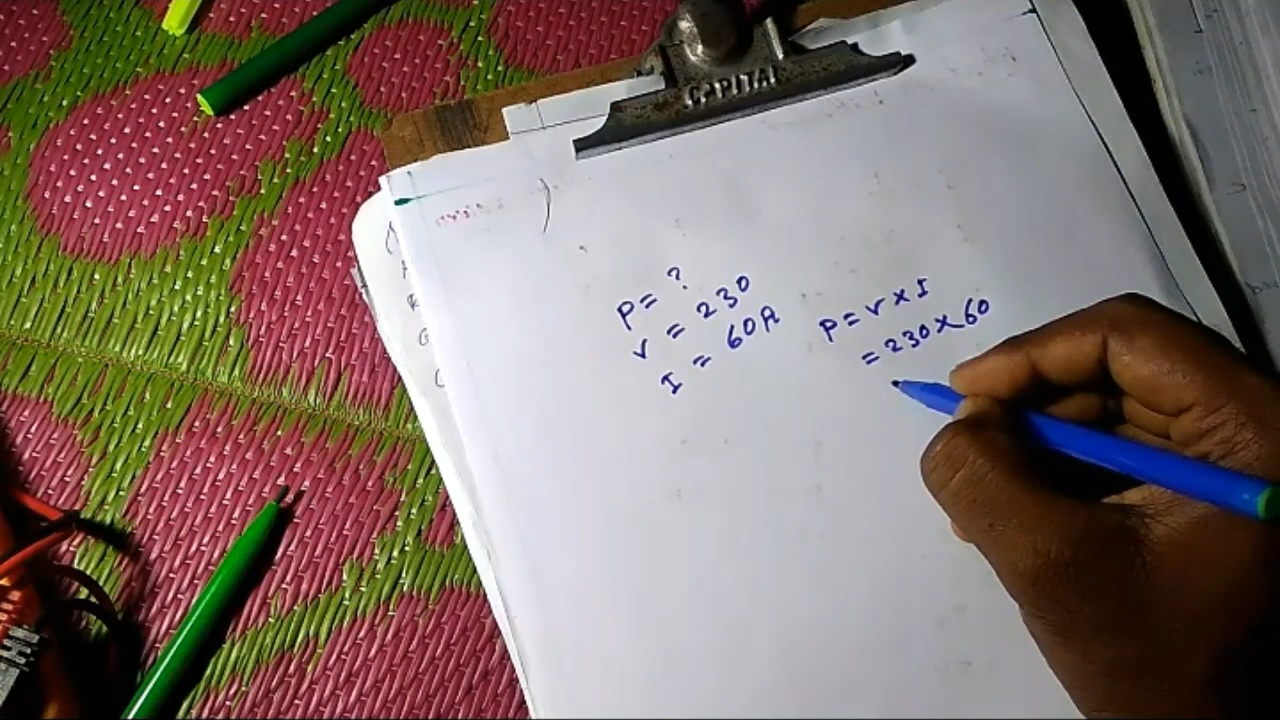 CAPITAL
P = ?
V = 230
I = 60A
P = V × I
= 230 × 60